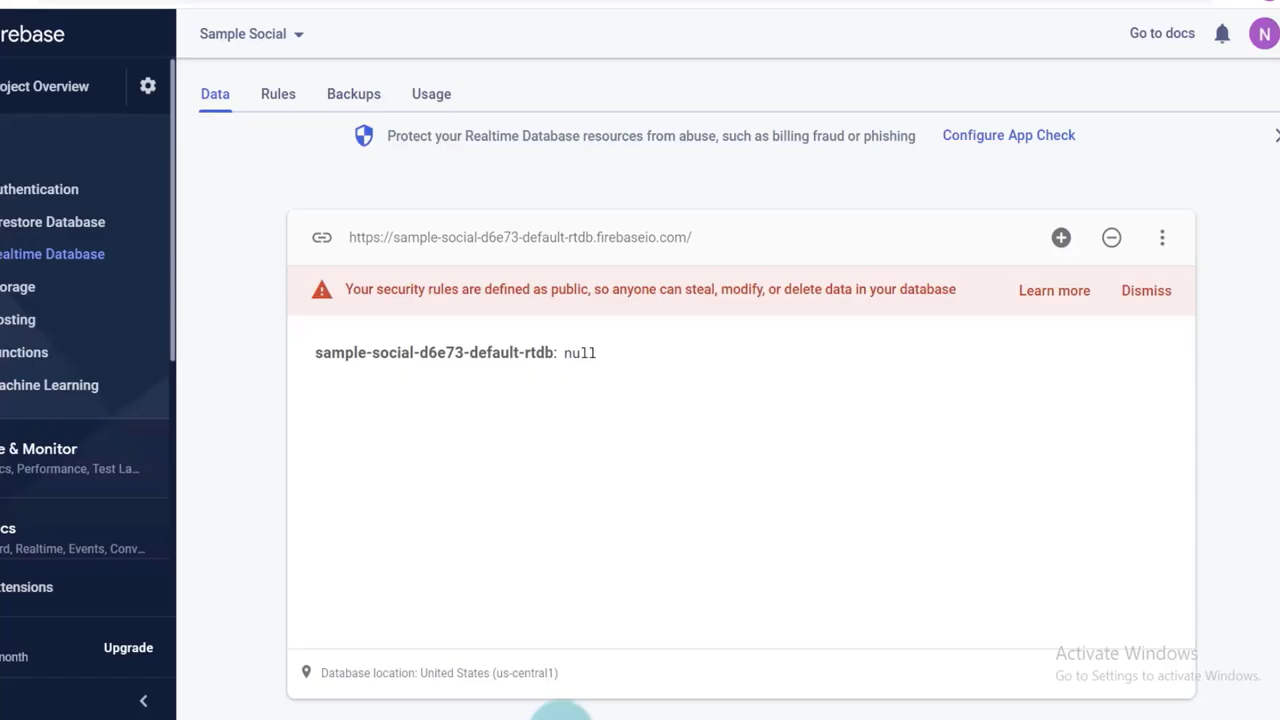 rebase
Sample Social
Go to docs
N
oject Overview
Data Rules Backups Usage
Protect your Realtime Database resources from abuse, such as billing fraud or phishing Configure App Check
uthentication
restore Database
ealtime Database
orage
osting
unctions
achine Learning
e & Monitor
cs, Performance, Test La...
cs
rd, Realtime, Events, Conv...
tensions
month
Upgrade
https://sample-social-d6e73-default-rtdb.firebaseio.com/
Your security rules are defined as public, so anyone can steal, modify, or delete data in your database Learn more Dismiss
sample-social-d6e73-default-rtdb: null
Database location: United States (us-central1)
Activate Windows
Go to Settings to activate Windows.